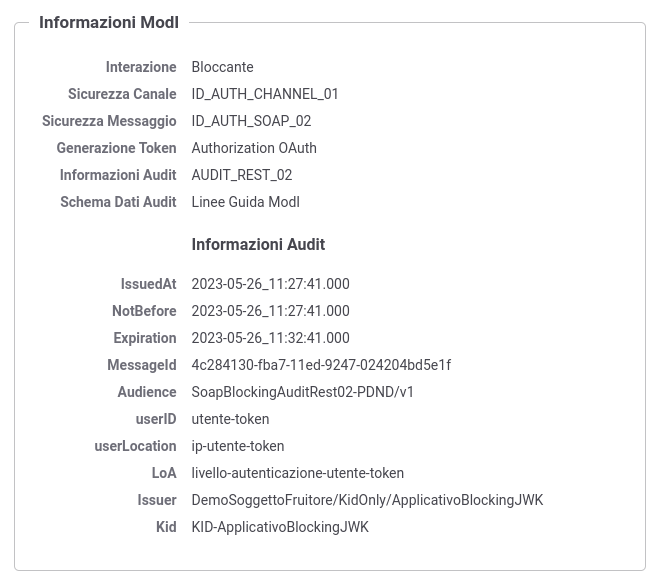 Informazioni ModI
Interazione Bloccante
Sicurezza Canale ID_AUTH_CHANNEL_01
Sicurezza Messaggio ID_AUTH_SOAP_02
Generazione Token Authorization OAuth
Informazioni Audit AUDIT_REST_02
Schema Dati Audit Linee Guida ModI
Informazioni Audit
IssuedAt 2023-05-26_11:27:41.000
NotBefore 2023-05-26_11:27:41.000
Expiration 2023-05-26_11:32:41.000
MessageId 4c284130-fba7-11ed-9247-024204bd5e1f
Audience SoapBlockingAuditRest02-PDND/v1
userID utente-token
userLocation ip-utente-token
LoA livello-autenticazione-utente-token
Issuer DemoSoggettoFruitore/KidOnly/ApplicativoBlockingJWK
Kid KID-ApplicativoBlockingJWK